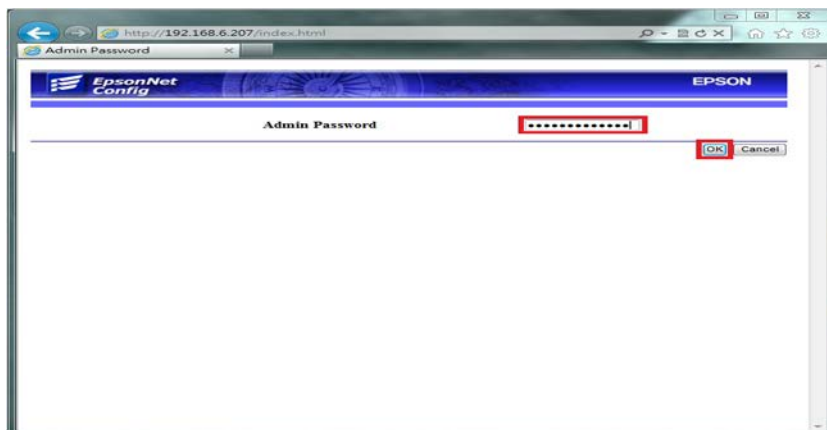 http://192.168.6.207/index.html
Admin Password
EpsonNet
Config
EPSON
Admin Password
•••••••••••••
OK Cancel